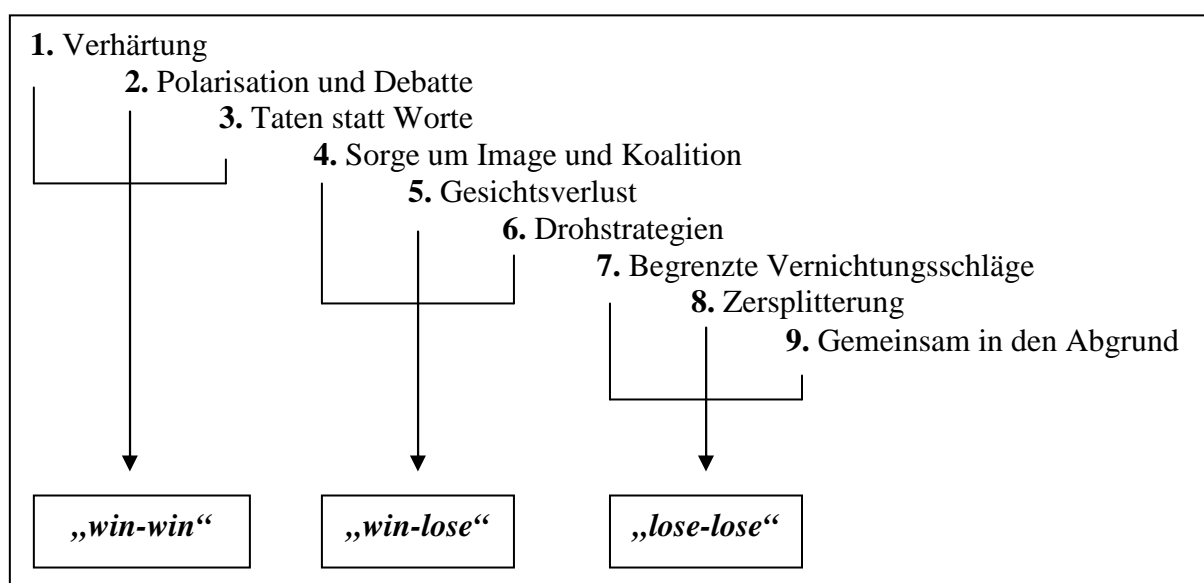 1. Verhärtung
2. Polarisation und Debatte
3. Taten statt Worte
4. Sorge um Image und Koalition
5. Gesichtsverlust
6. Drohstrategien
7. Begrenzte Vernichtungsschläge
8. Zersplitterung
9. Gemeinsam in den Abgrund
„win-win“
„win-lose“
„lose-lose“